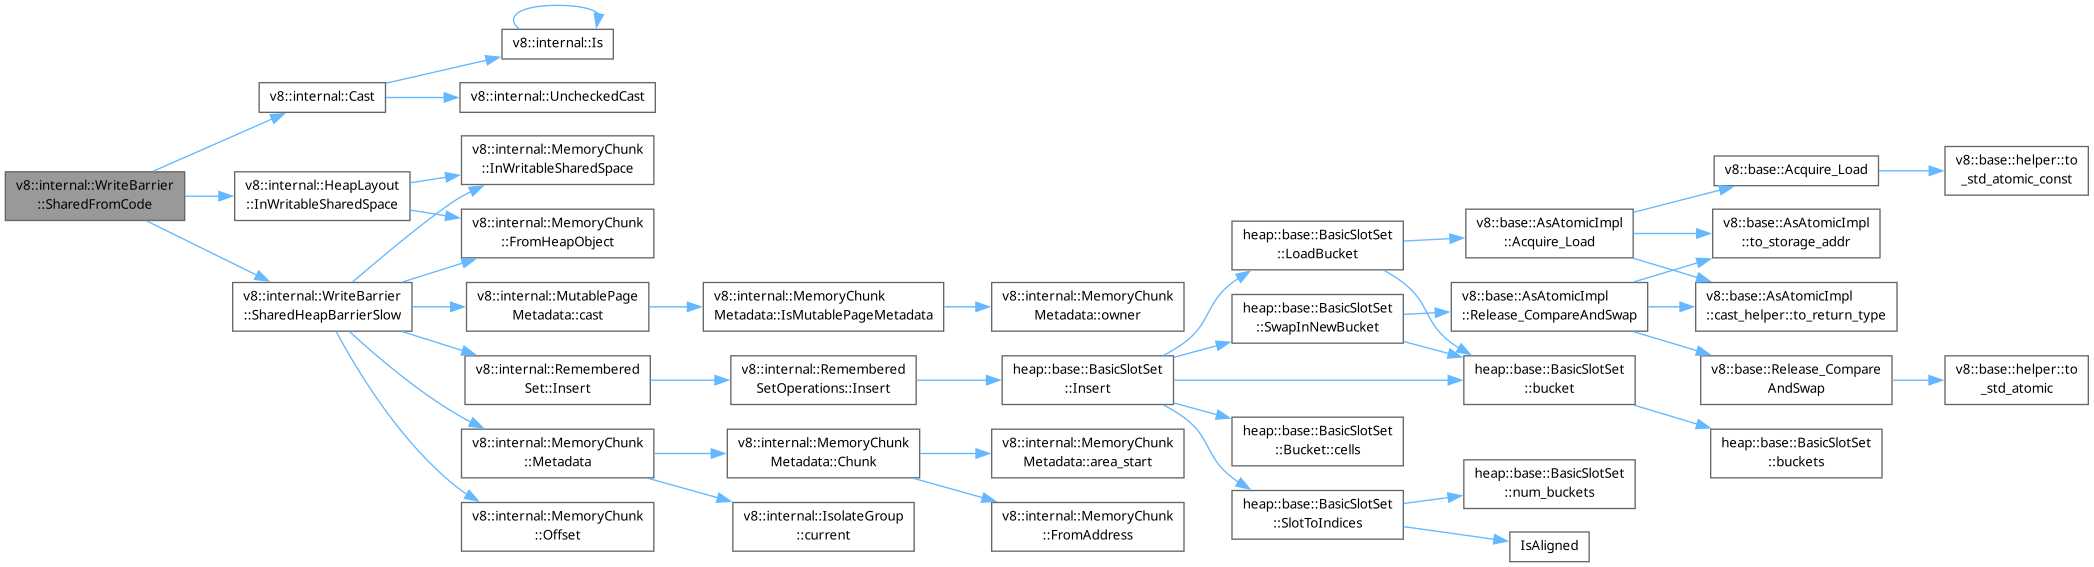 v8::internal::WriteBarrier
::SharedFromCode
v8::internal::Cast
v8::internal::Is
v8::internal::UncheckedCast
v8::internal::HeapLayout
::InWritableSharedSpace
v8::internal::MemoryChunk
::InWritableSharedSpace
v8::internal::MemoryChunk
::FromHeapObject
v8::internal::WriteBarrier
::SharedHeapBarrierSlow
v8::internal::MutablePage
Metadata::cast
v8::internal::MemoryChunk
Metadata::IsMutablePageMetadata
v8::internal::MemoryChunk
Metadata::owner
v8::internal::Remembered
Set::Insert
v8::internal::Remembered
SetOperations::Insert
heap::base::BasicSlotSet
::Insert
v8::internal::MemoryChunk
::Metadata
v8::internal::MemoryChunk
Metadata::Chunk
v8::internal::MemoryChunk
Metadata::area_start
v8::internal::MemoryChunk
::Offset
v8::internal::IsolateGroup
::current
v8::internal::MemoryChunk
::FromAddress
heap::base::BasicSlotSet
::LoadBucket
heap::base::BasicSlotSet
::SwapInNewBucket
heap::base::BasicSlotSet
::Bucket::cells
heap::base::BasicSlotSet
::SlotToIndices
v8::base::AsAtomicImpl
::Acquire_Load
v8::base::AsAtomicImpl
::Release_CompareAndSwap
heap::base::BasicSlotSet
::bucket
heap::base::BasicSlotSet
::num_buckets
IsAligned
v8::base::Acquire_Load
v8::base::AsAtomicImpl
::to_storage_addr
v8::base::AsAtomicImpl
::cast_helper::to_return_type
v8::base::Release_Compare
AndSwap
heap::base::BasicSlotSet
::buckets
v8::base::helper::to
_std_atomic_const
v8::base::helper::to
_std_atomic